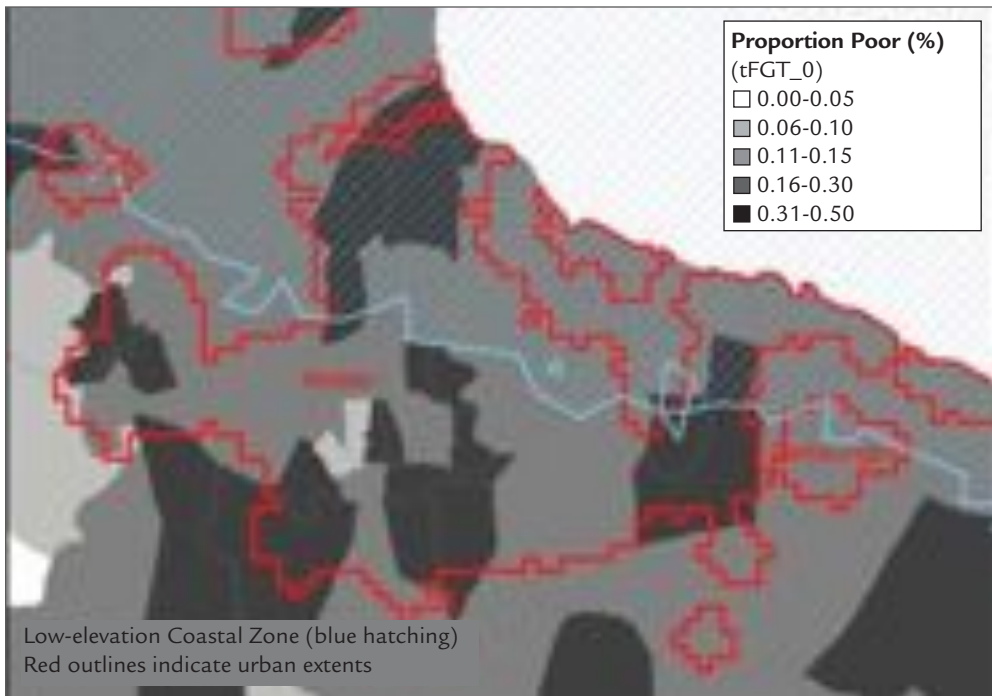 Proportion Poor (%)
(tFGT_0)
0.00-0.05
0.06-0.10
0.11-0.15
0.16-0.30
0.31-0.50
Low-elevation Coastal Zone (blue hatching)
Red outlines indicate urban extents